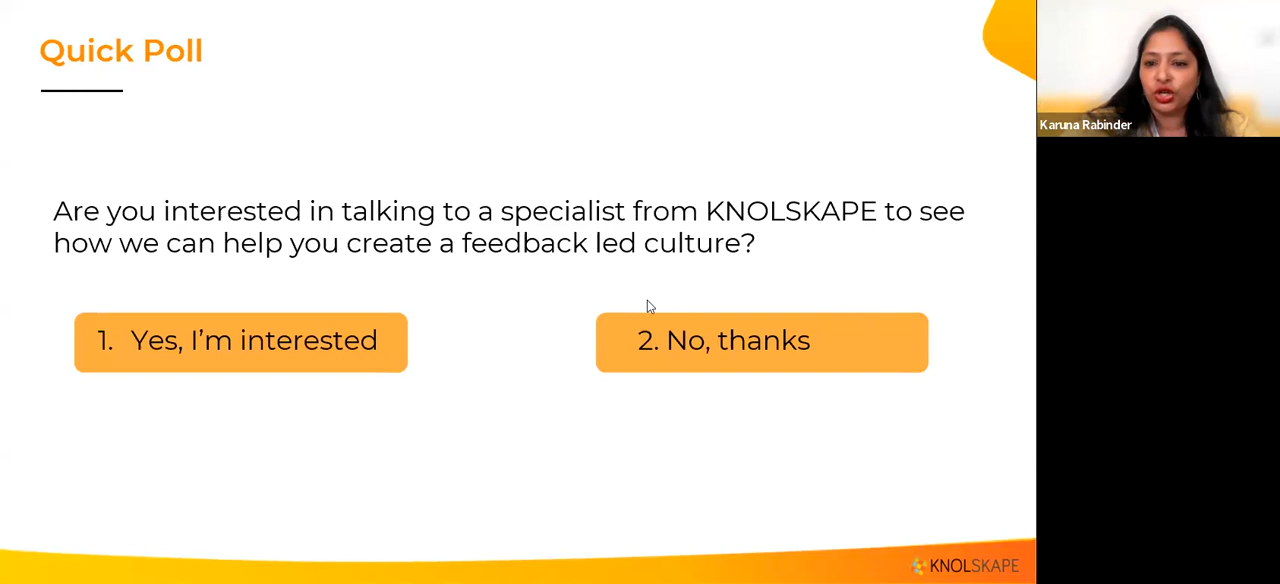 Quick Poll
Karuna Rabinder
Are you interested in talking to a specialist from KNOLSKAPE to see
how we can help you create a feedback led culture?
1. Yes, I’m interested
2. No, thanks
KNOLSKAPE